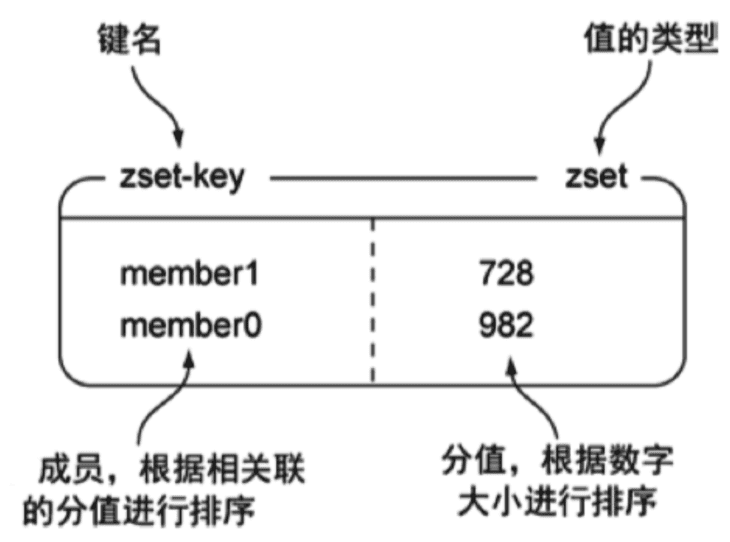 键名
值的类型
zset-key
zset
member1
728
member0
982
成员，根据相关联
的分值进行排序
分值，根据数字
大小进行排序